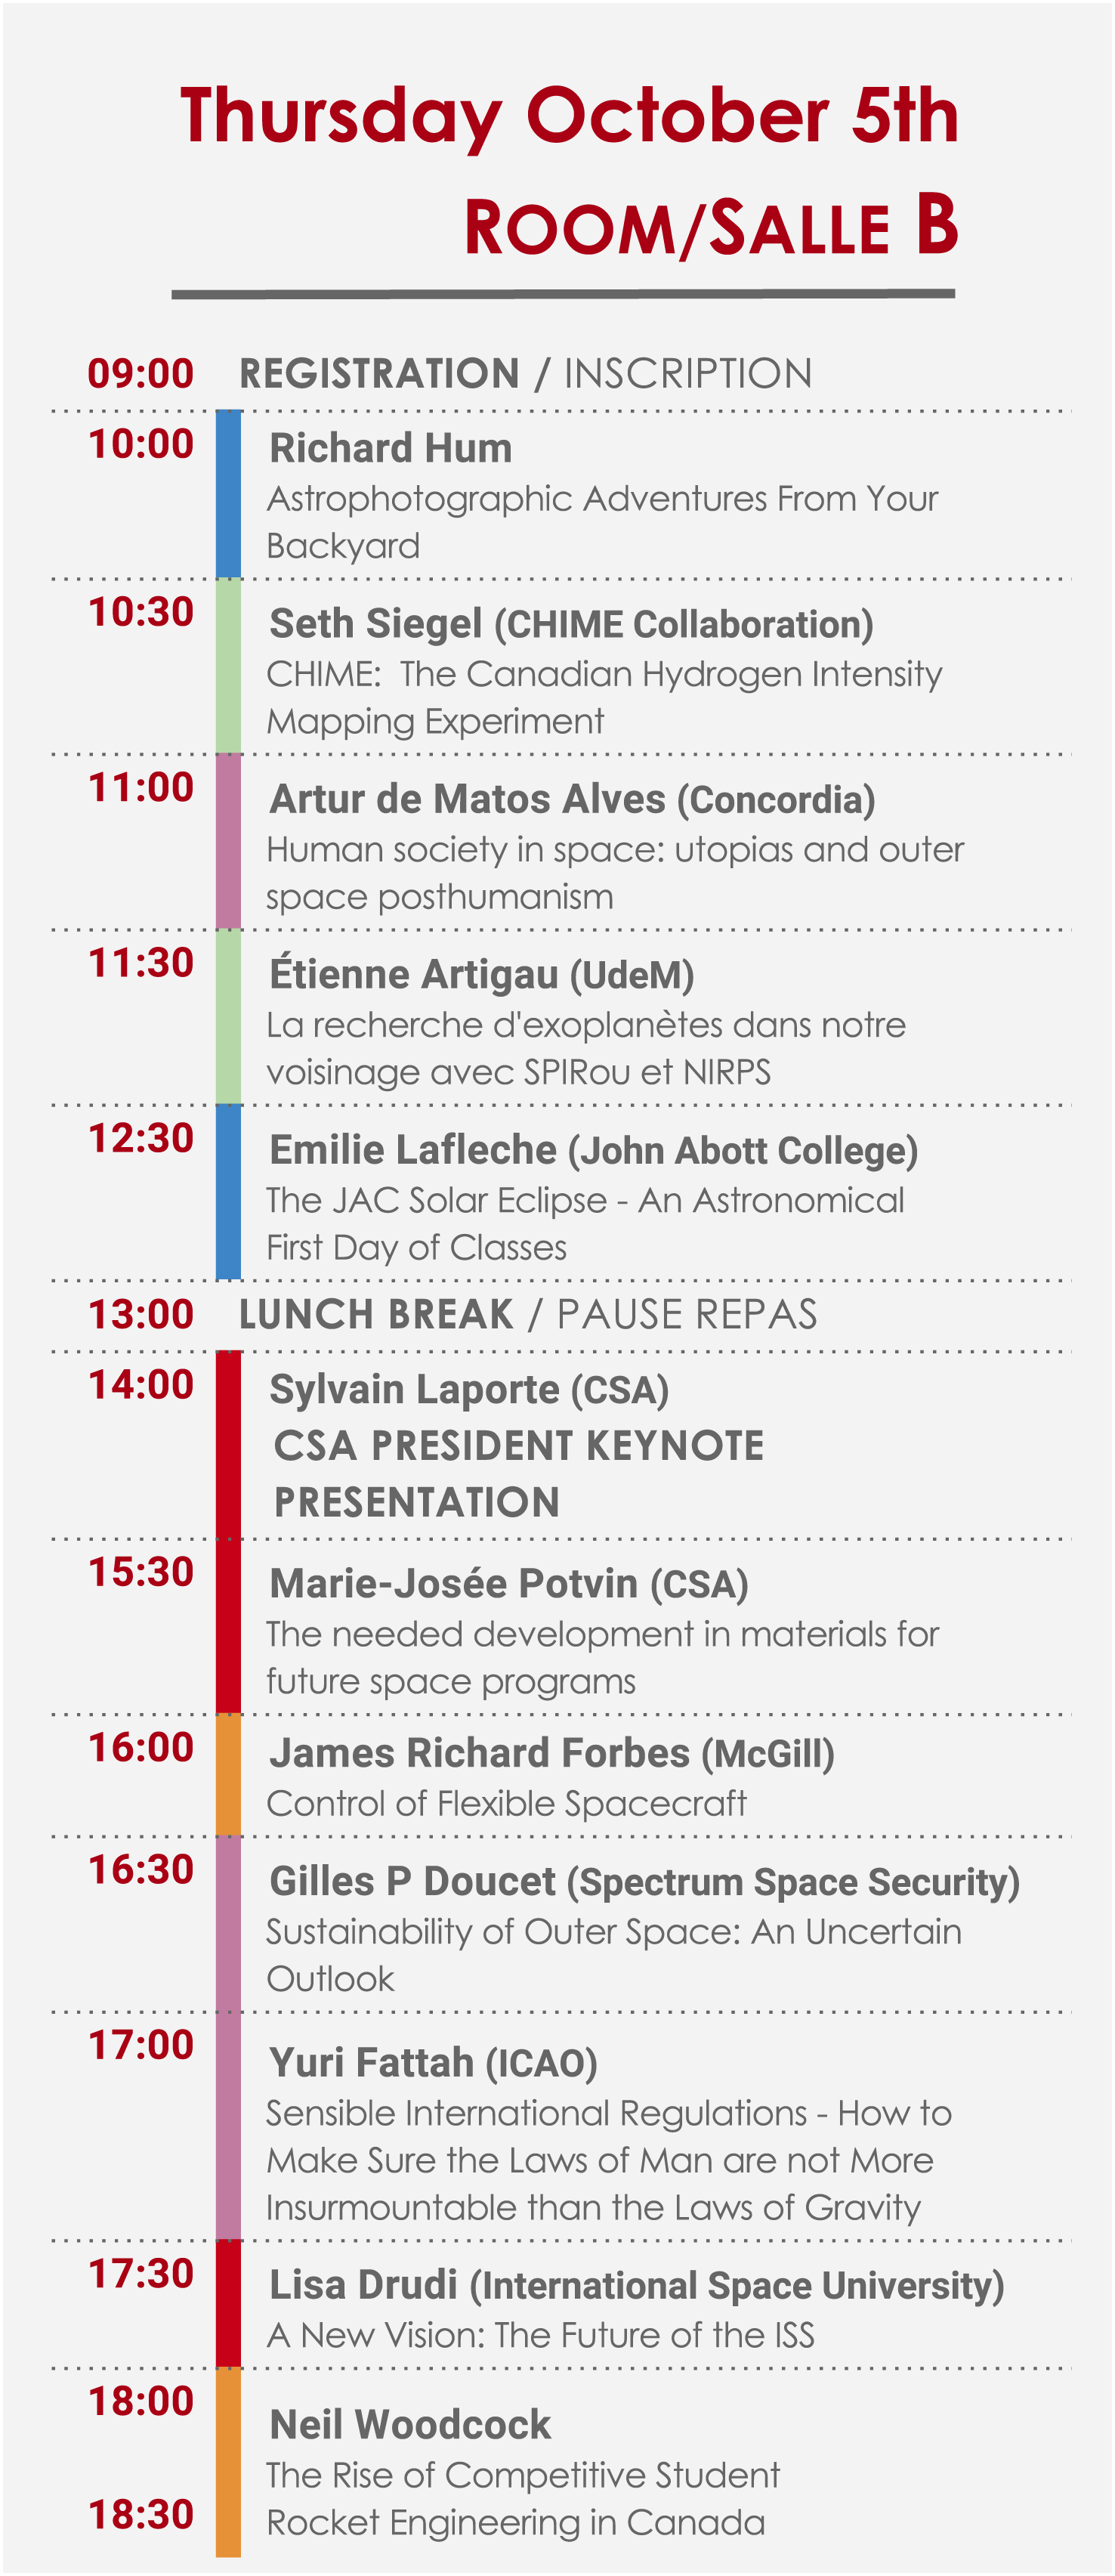 Thursday October 5th
ROOM/SALLE B
09:00 REGISTRATION / INSCRIPTION
10:00 Richard Hum
Astrophotographic Adventures From Your
Backyard
10:30 Seth Siegel (CHIME Collaboration)
CHIME:  The Canadian Hydrogen Intensity
Mapping Experiment
11:00 Artur de Matos Alves (Concordia)
Human society in space: utopias and outer
space posthumanism
11:30 Étienne Artigau (UdeM)
La recherche d'exoplanètes dans notre
voisinage avec SPIRou et NIRPS
12:30 Emilie Lafleche (John Abott College)
The JAC Solar Eclipse - An Astronomical
First Day of Classes
13:00 LUNCH BREAK / PAUSE REPAS
14:00 Sylvain Laporte (CSA)
CSA PRESIDENT KEYNOTE
PRESENTATION
15:30 Marie-Josée Potvin (CSA)
The needed development in materials for
future space programs
16:00 James Richard Forbes (McGill)
Control of Flexible Spacecraft
16:30 Gilles P Doucet (Spectrum Space Security)
Sustainability of Outer Space: An Uncertain
Outlook
17:00 Yuri Fattah (ICAO)
Sensible International Regulations - How to
Make Sure the Laws of Man are not More
Insurmountable than the Laws of Gravity
17:30 Lisa Drudi (International Space University)
A New Vision: The Future of the ISS
18:00 Neil Woodcock
The Rise of Competitive Student
18:30 Rocket Engineering in Canada